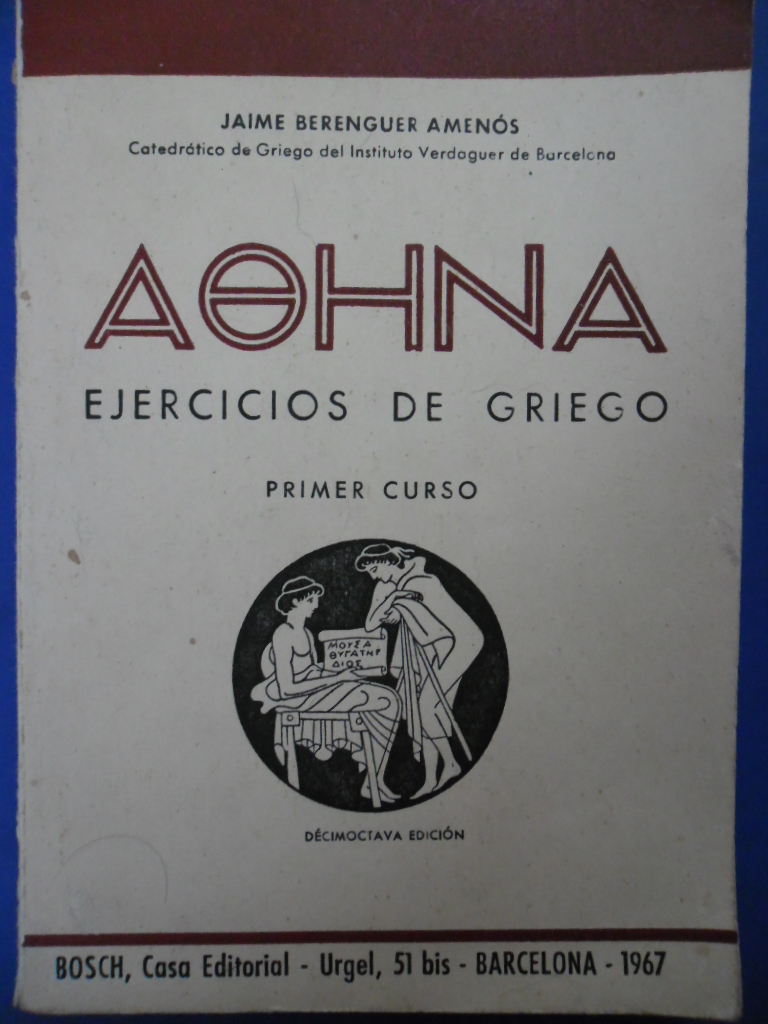 JAIME BERENGUER AMENÓS
Catedrático de Griego del Instituto Verdaguer de Barcelona
ΑΘΗΝΑ
EJERCICIOS DE GRIEGO
PRIMER CURSO
ΜΟΥΣΑ
ΘΥΓΑΤΗΡ
ΔΙΟΣ
DÉCIMOCTAVA EDICIÓN
BOSCH, Casa Editorial - Urgel, 51 bis - BARCELONA - 1967